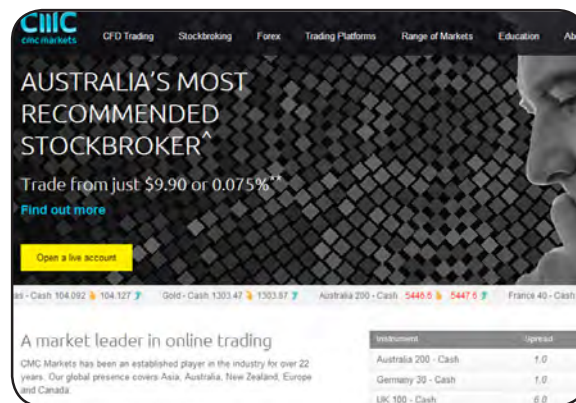 CMC
cmc markets
CFD Trading Stockbroking Forex Trading Platforms Range of Markets Education Ab
AUSTRALIA'S MOST
RECOMMENDED
STOCKBROKER^
Trade from just $9.90 or 0.075%**
Find out more
Open a live account
as - Cash 104.092 104.127 Gold - Cash 1303.47 1303.87 Australia 200 - Cash 5446.6 5447.6 France 40 - Cash
A market leader in online trading
CMC Markets has been an established player in the industry for over 22
years. Our global presence covers Asia, Australia, New Zealand, Europe
and Canada.
Instrument Spread
Australia 200 - Cash 1.0
Germany 30 - Cash 1.0
UK 100 - Cash 6.0